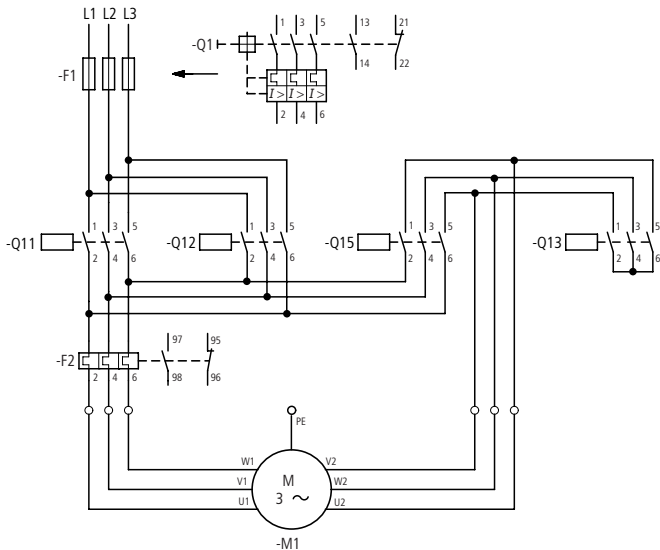 L1 L2 L3
-Q1
1 3 5 13 21
14 22
-F1
I> I> I>
2 4 6
-Q11 1 3 5
2 4 6
-Q12 1 3 5
2 4 6
-Q15 1 3 5
2 4 6
-Q13 1 3 5
2 4 6
-F2
97 95
2 4 6 98 96
PE
W1 V2
V1 W2
U1 U2
M
3 ~
-M1